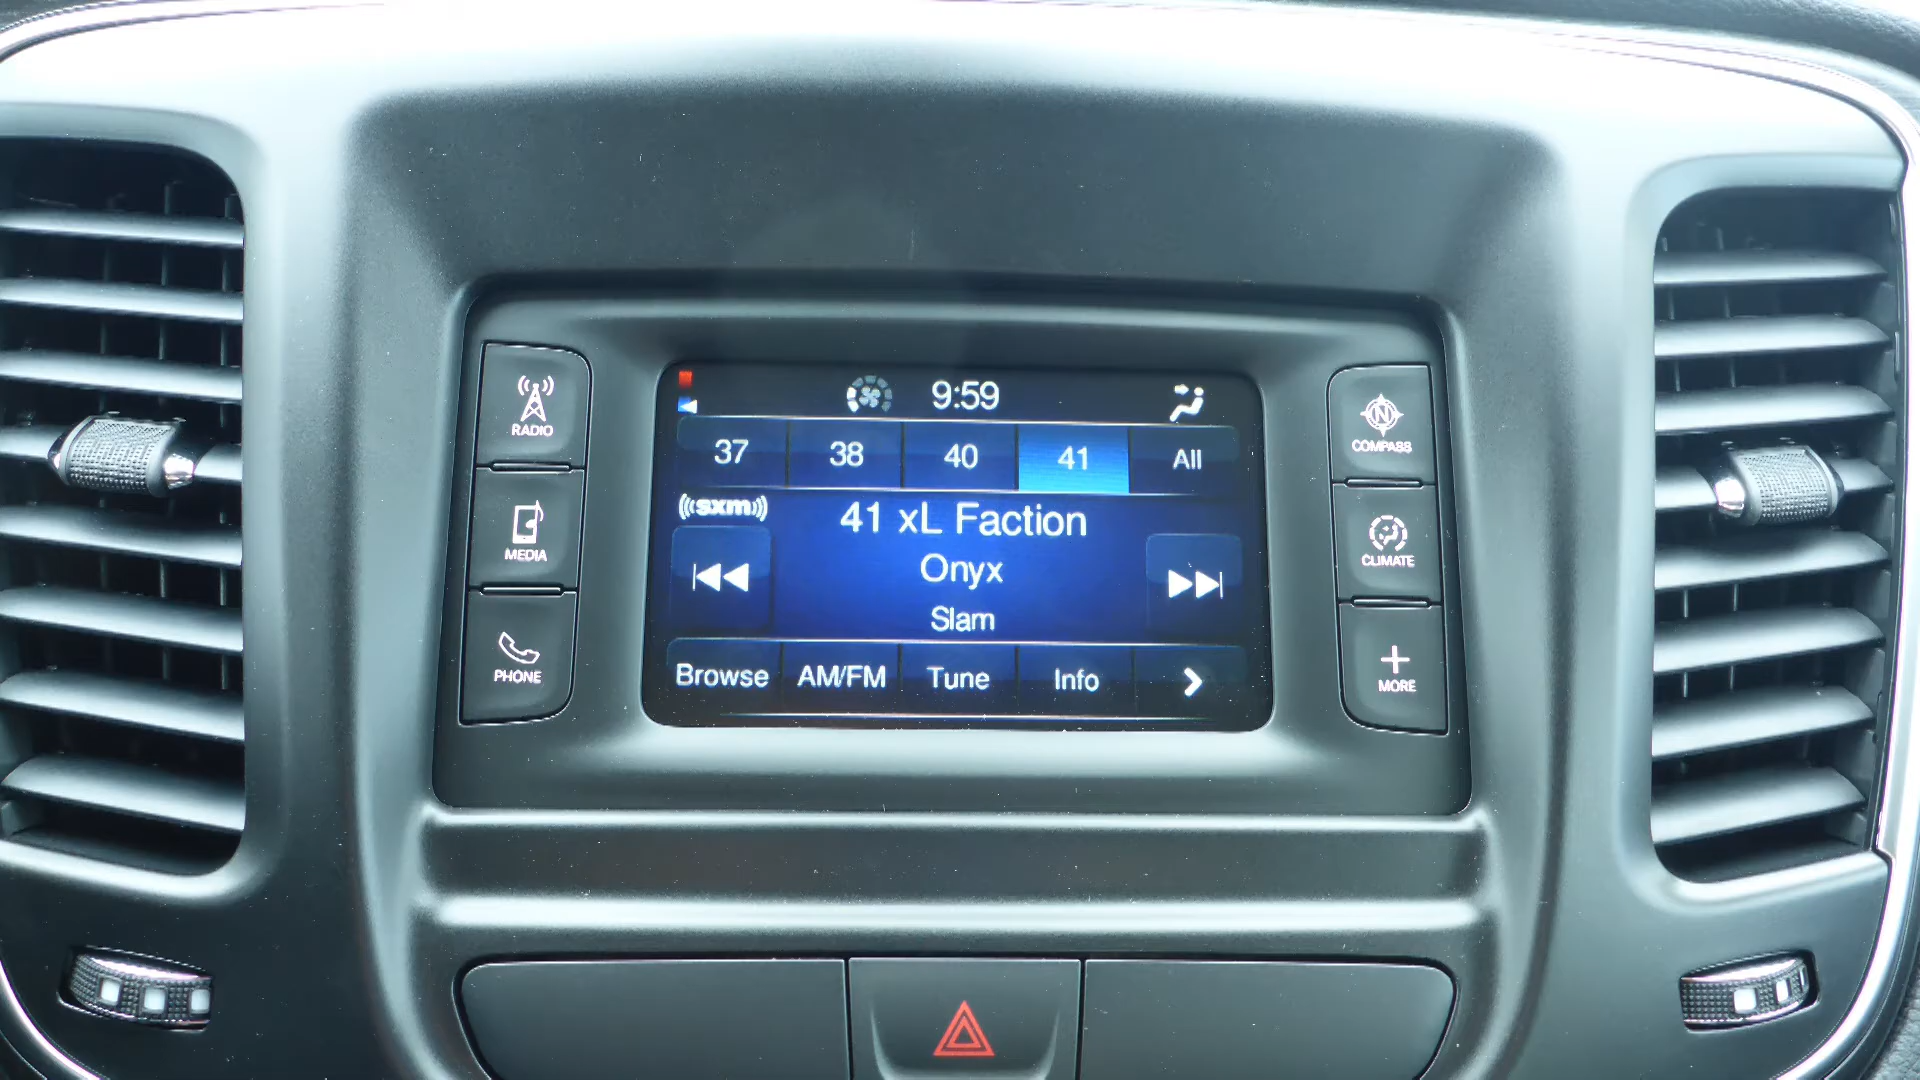 9:59
37 38 40 41 All
((sxm))
41 xL Faction
Onyx
Slam
Browse AM/FM Tune Info
RADIO
MEDIA
PHONE
N
COMPASS
CLIMATE
MORE